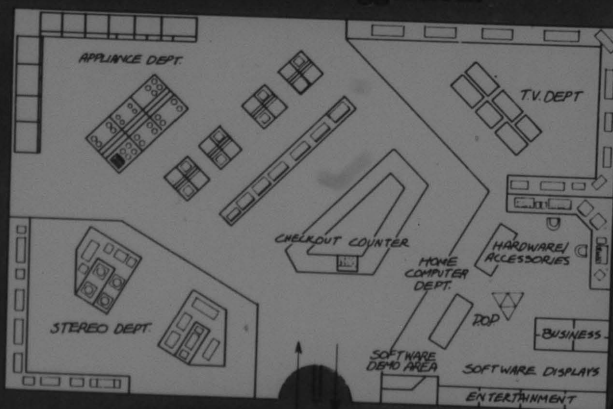 APPLIANCE DEPT.
T.V. DEPT
CHECKOUT COUNTER
HARDWARE/
ACCESSORIES
HOME
COMPUTER
DEPT.
P.O.P
STEREO DEPT.
BUSINESS
SOFTWARE
DEMO AREA
SOFTWARE DISPLAYS
ENTERTAINMENT